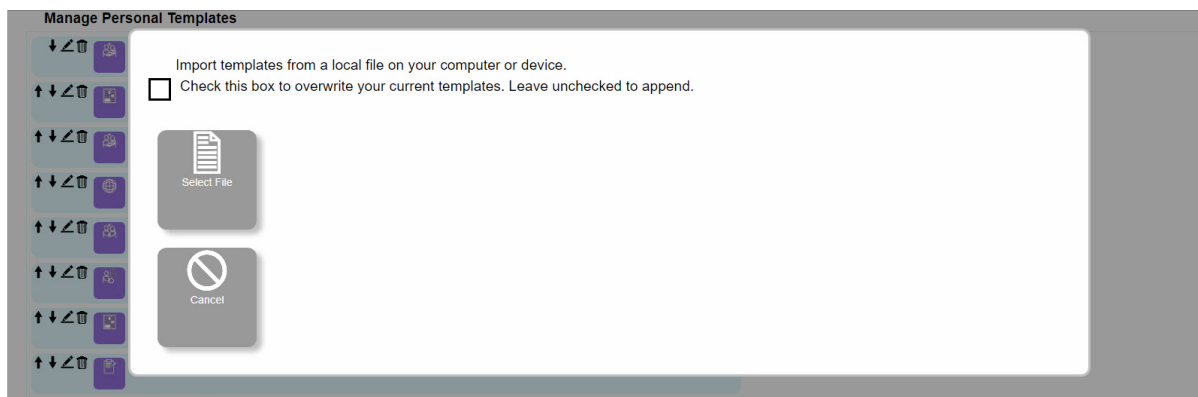 Manage Personal Templates
Import templates from a local file on your computer or device.
Check this box to overwrite your current templates. Leave unchecked to append.
Select File
Cancel